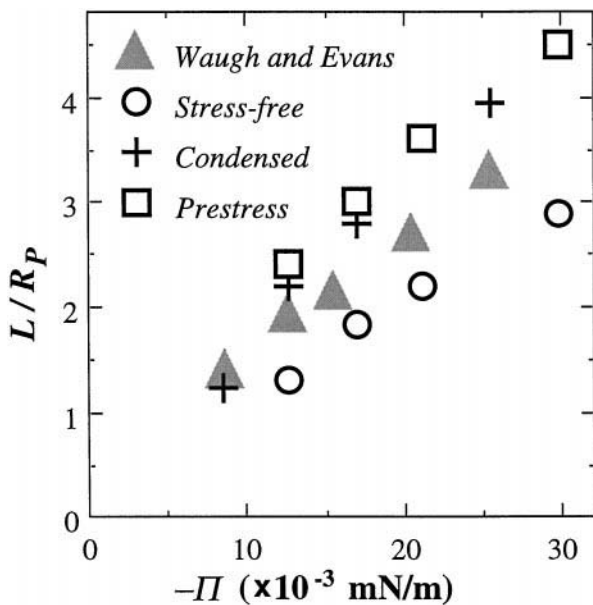 Waugh and Evans
Stress-free
Condensed
Prestress
4
3
2
1
0
L/R_P
0 10 20 30
−Π (×10⁻³ mN/m)